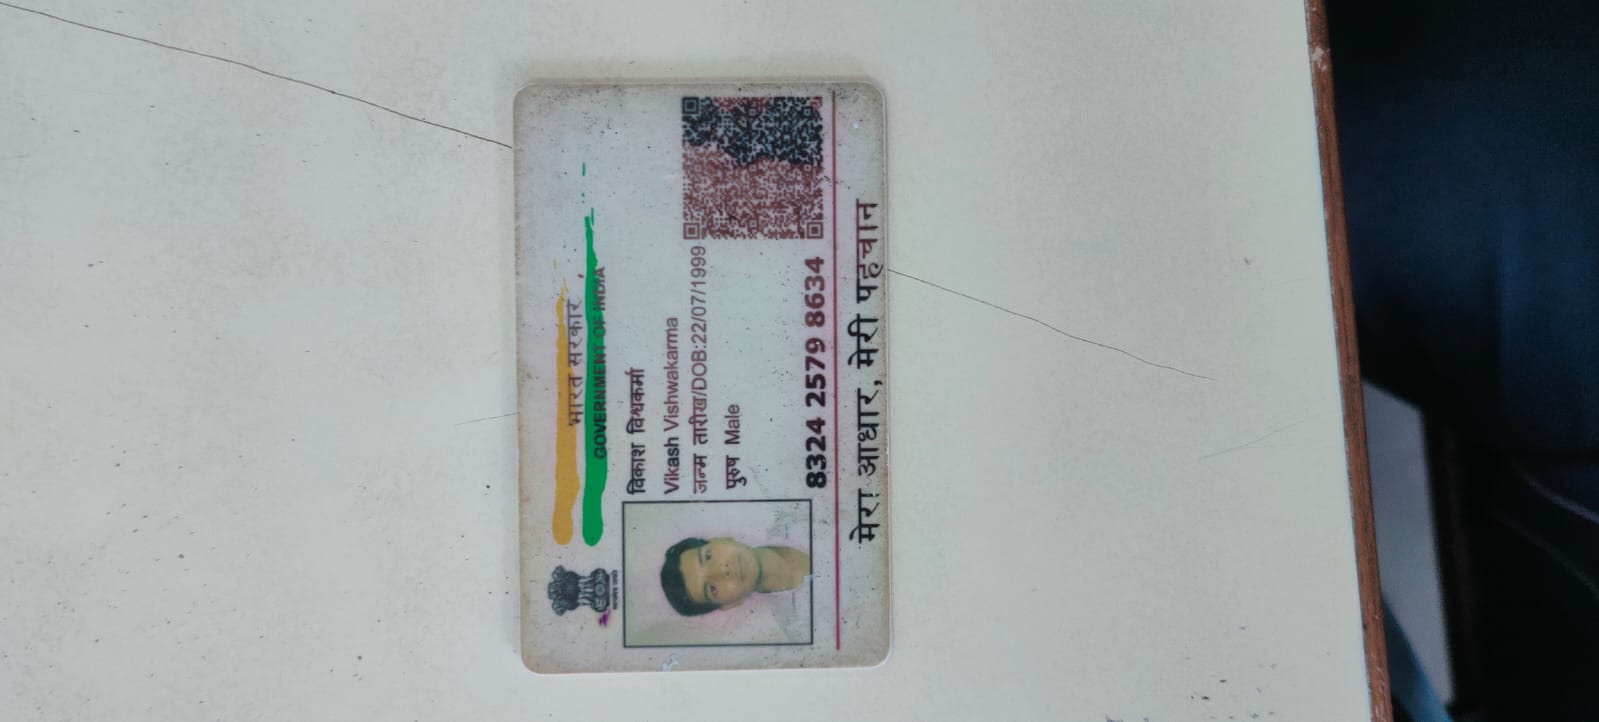 भारत सरकार
GOVERNMENT OF INDIA
विकाश विश्वकर्मा
Vikash Vishwakarma
जन्म तारीख/DOB:22/07/1999
पुरुष Male
8324 2579 8634
मेरा आधार, मेरी पहचान